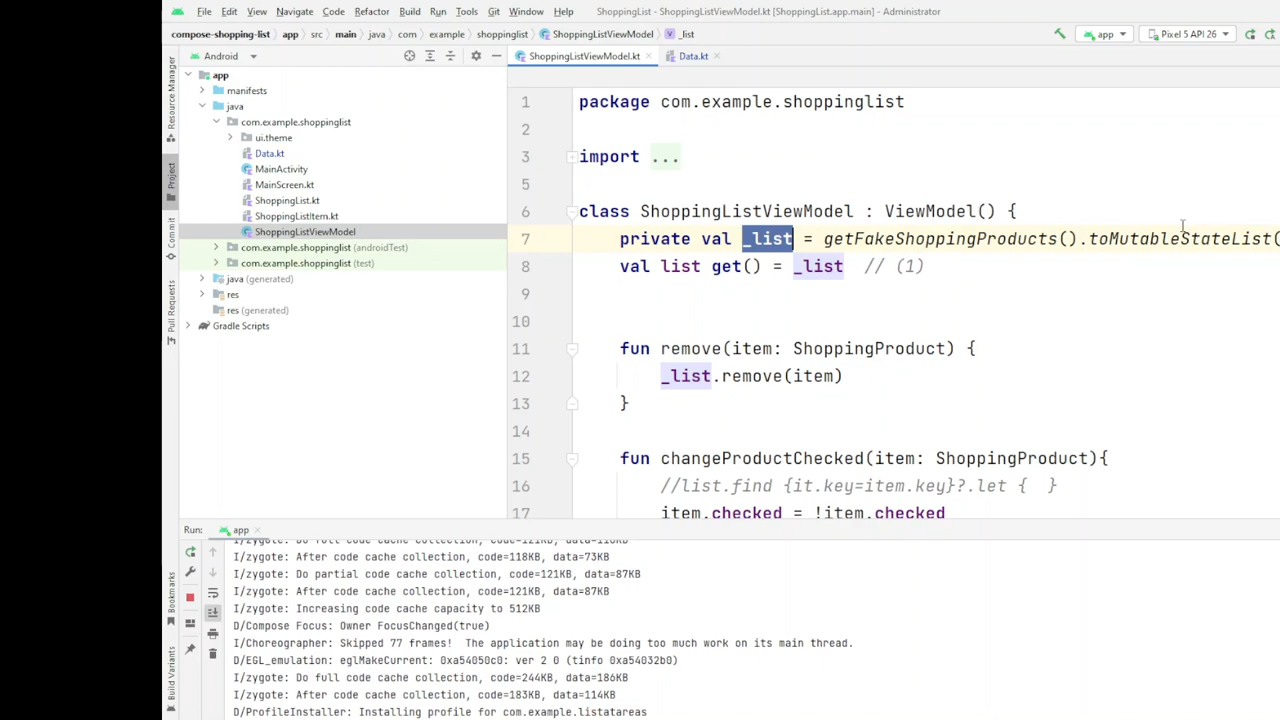 File Edit View Navigate Code Refactor Build Run Tools Git Window Help ShoppingList - ShoppingListViewModel.kt [ShoppingList.app.main] - Administrator
compose-shopping-list app src main java com example shoppinglist ShoppingListViewModel _list app Pixel 5 API 26
Android ShoppingListViewModel.kt Data.kt
Resource Manager
Project
Commit
Pull Requests
Bookmarks
Build Variants
app
manifests
java
com.example.shoppinglist
ui.theme
Data.kt
MainActivity
MainScreen.kt
ShoppingList.kt
ShoppingListItem.kt
ShoppingListViewModel
com.example.shoppinglist (androidTest)
com.example.shoppinglist (test)
java (generated)
res
res (generated)
Gradle Scripts
1 package com.example.shoppinglist
2
3 import ...
5
6 class ShoppingListViewModel : ViewModel() {
7 private val _list = getFakeShoppingProducts().toMutableStateList(
8 val list get() = _list // (1)
9
10
11 fun remove(item: ShoppingProduct) {
12 _list.remove(item)
13 }
14
15 fun changeProductChecked(item: ShoppingProduct){
16 //list.find {it.key=item.key}?.let { }
17 item.checked = !item.checked
Run: app
I/zygote: After code cache collection, code=118KB, data=73KB
I/zygote: Do partial code cache collection, code=121KB, data=87KB
I/zygote: After code cache collection, code=121KB, data=87KB
I/zygote: Increasing code cache capacity to 512KB
D/Compose Focus: Owner FocusChanged(true)
I/Choreographer: Skipped 77 frames! The application may be doing too much work on its main thread.
D/EGL_emulation: eglMakeCurrent: 0xa54050c0: ver 2 0 (tinfo 0xa54032b0)
I/zygote: Do full code cache collection, code=244KB, data=186KB
I/zygote: After code cache collection, code=183KB, data=114KB
D/ProfileInstaller: Installing profile for com.example.listatareas